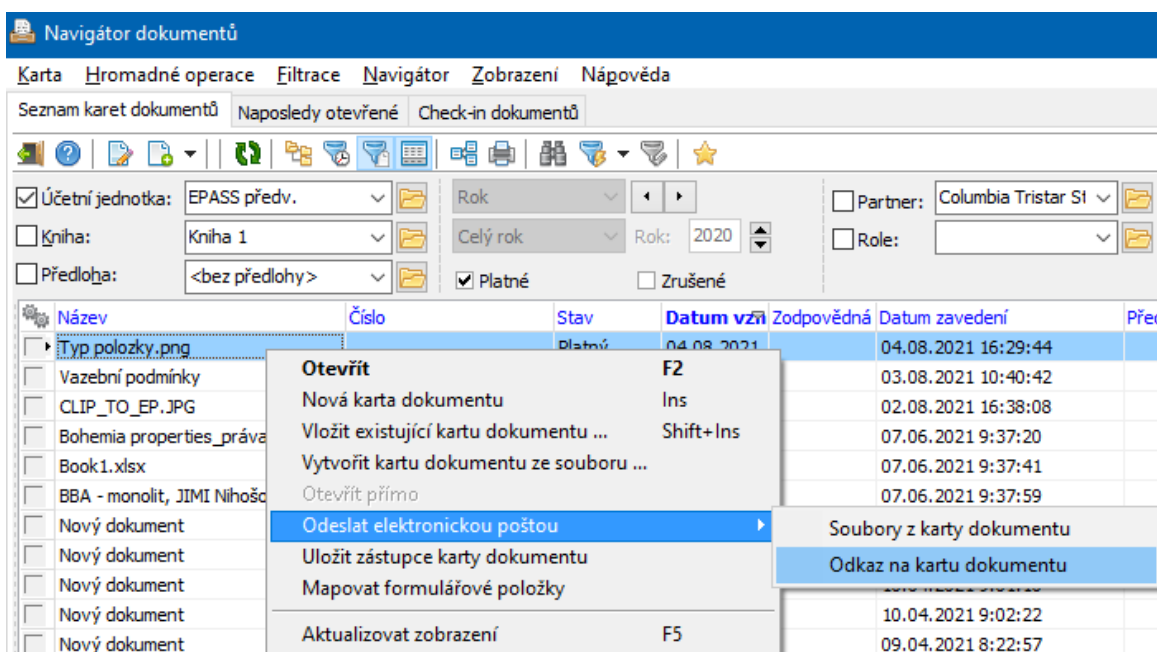 Navigátor dokumentů
Karta Hromadné operace Filtrace Navigátor Zobrazení Nápověda
Seznam karet dokumentů Naposledy otevřené Check-in dokumentů
Účetní jednotka: EPASS předv. Rok Partner: Columbia Tristar St
Kniha: Kniha 1 Celý rok Rok: 2020 Role:
Předloha: <bez předlohy> Platné Zrušené
Název Číslo Stav Datum vzn Zodpovědná Datum zavedení Před
Typ polozky.png Platný 04.08.2021 04.08.2021 16:29:44
Vazební podmínky 03.08.2021 10:40:42
CLIP_TO_EP.JPG 02.08.2021 16:38:08
Bohemia properties_práva 07.06.2021 9:37:20
Book1.xlsx 07.06.2021 9:37:41
BBA - monolit, JIMI Nihošo 07.06.2021 9:37:59
Nový dokument
Nový dokument
Nový dokument
Nový dokument 10.04.2021 9:02:22
Nový dokument 09.04.2021 8:22:57
Otevřít F2
Nová karta dokumentu Ins
Vložit existující kartu dokumentu ... Shift+Ins
Vytvořit kartu dokumentu ze souboru ...
Otevřít přímo
Odeslat elektronickou poštou
Uložit zástupce karty dokumentu
Mapovat formulářové položky
Aktualizovat zobrazení F5
Soubory z karty dokumentu
Odkaz na kartu dokumentu